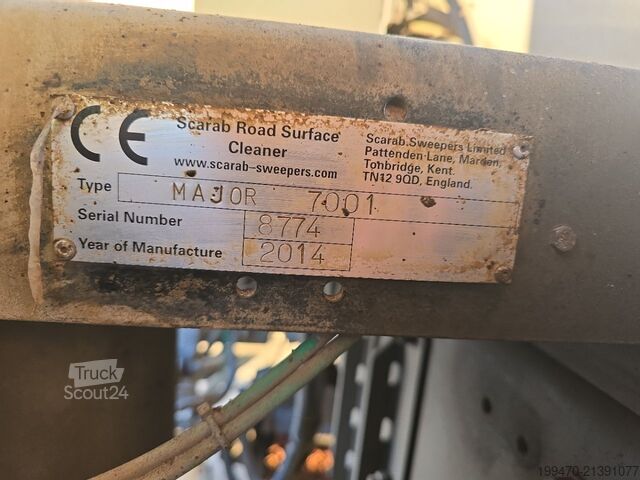 CE
Scarab Road Surface
Cleaner
www.scarab-sweepers.com
Scarab Sweepers Limited
Pattenden Lane, Marden,
Tonbridge, Kent.
TN12 9QD, England.
Type MAJOR 7001
Serial Number 8774
Year of Manufacture 2014
Truck
Scout24
199470-21391077